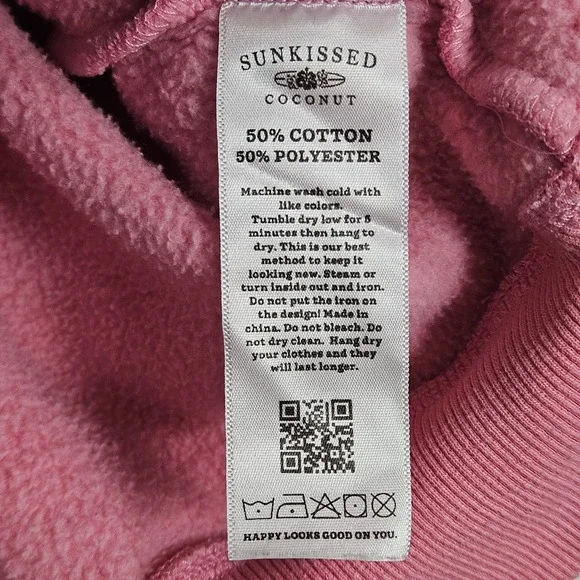 SUNKISSED
COCONUT
50% COTTON
50% POLYESTER
Machine wash cold with
like colors.
Tumble dry low for 5
minutes then hang to
dry. This is our best
method to keep it
looking new. Steam or
turn inside out and iron.
Do not put the iron on
the design! Made in
china. Do not bleach. Do
not dry clean. Hang dry
your clothes and they
will last longer.
HAPPY LOOKS GOOD ON YOU.